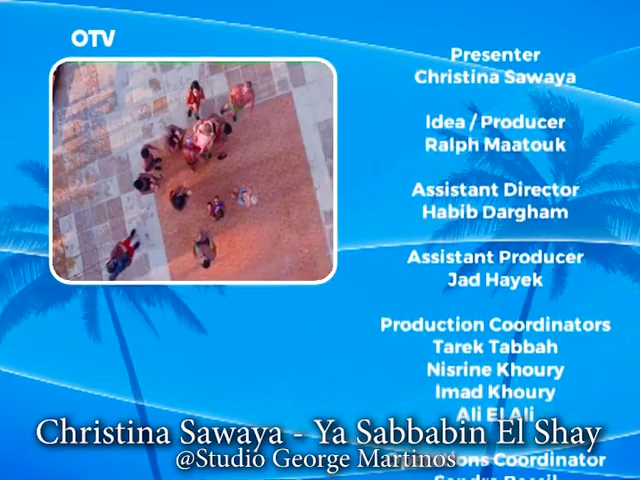 OTV
Presenter
Christina Sawaya
Idea / Producer
Ralph Maatouk
Assistant Director
Habib Dargham
Assistant Producer
Jad Hayek
Production Coordinators
Tarek Tabbah
Nisrine Khoury
Imad Khoury
Ali El Ali
Christina Sawaya - Ya Sabbabin El Shay
@Studio George Martinos
Coordinator